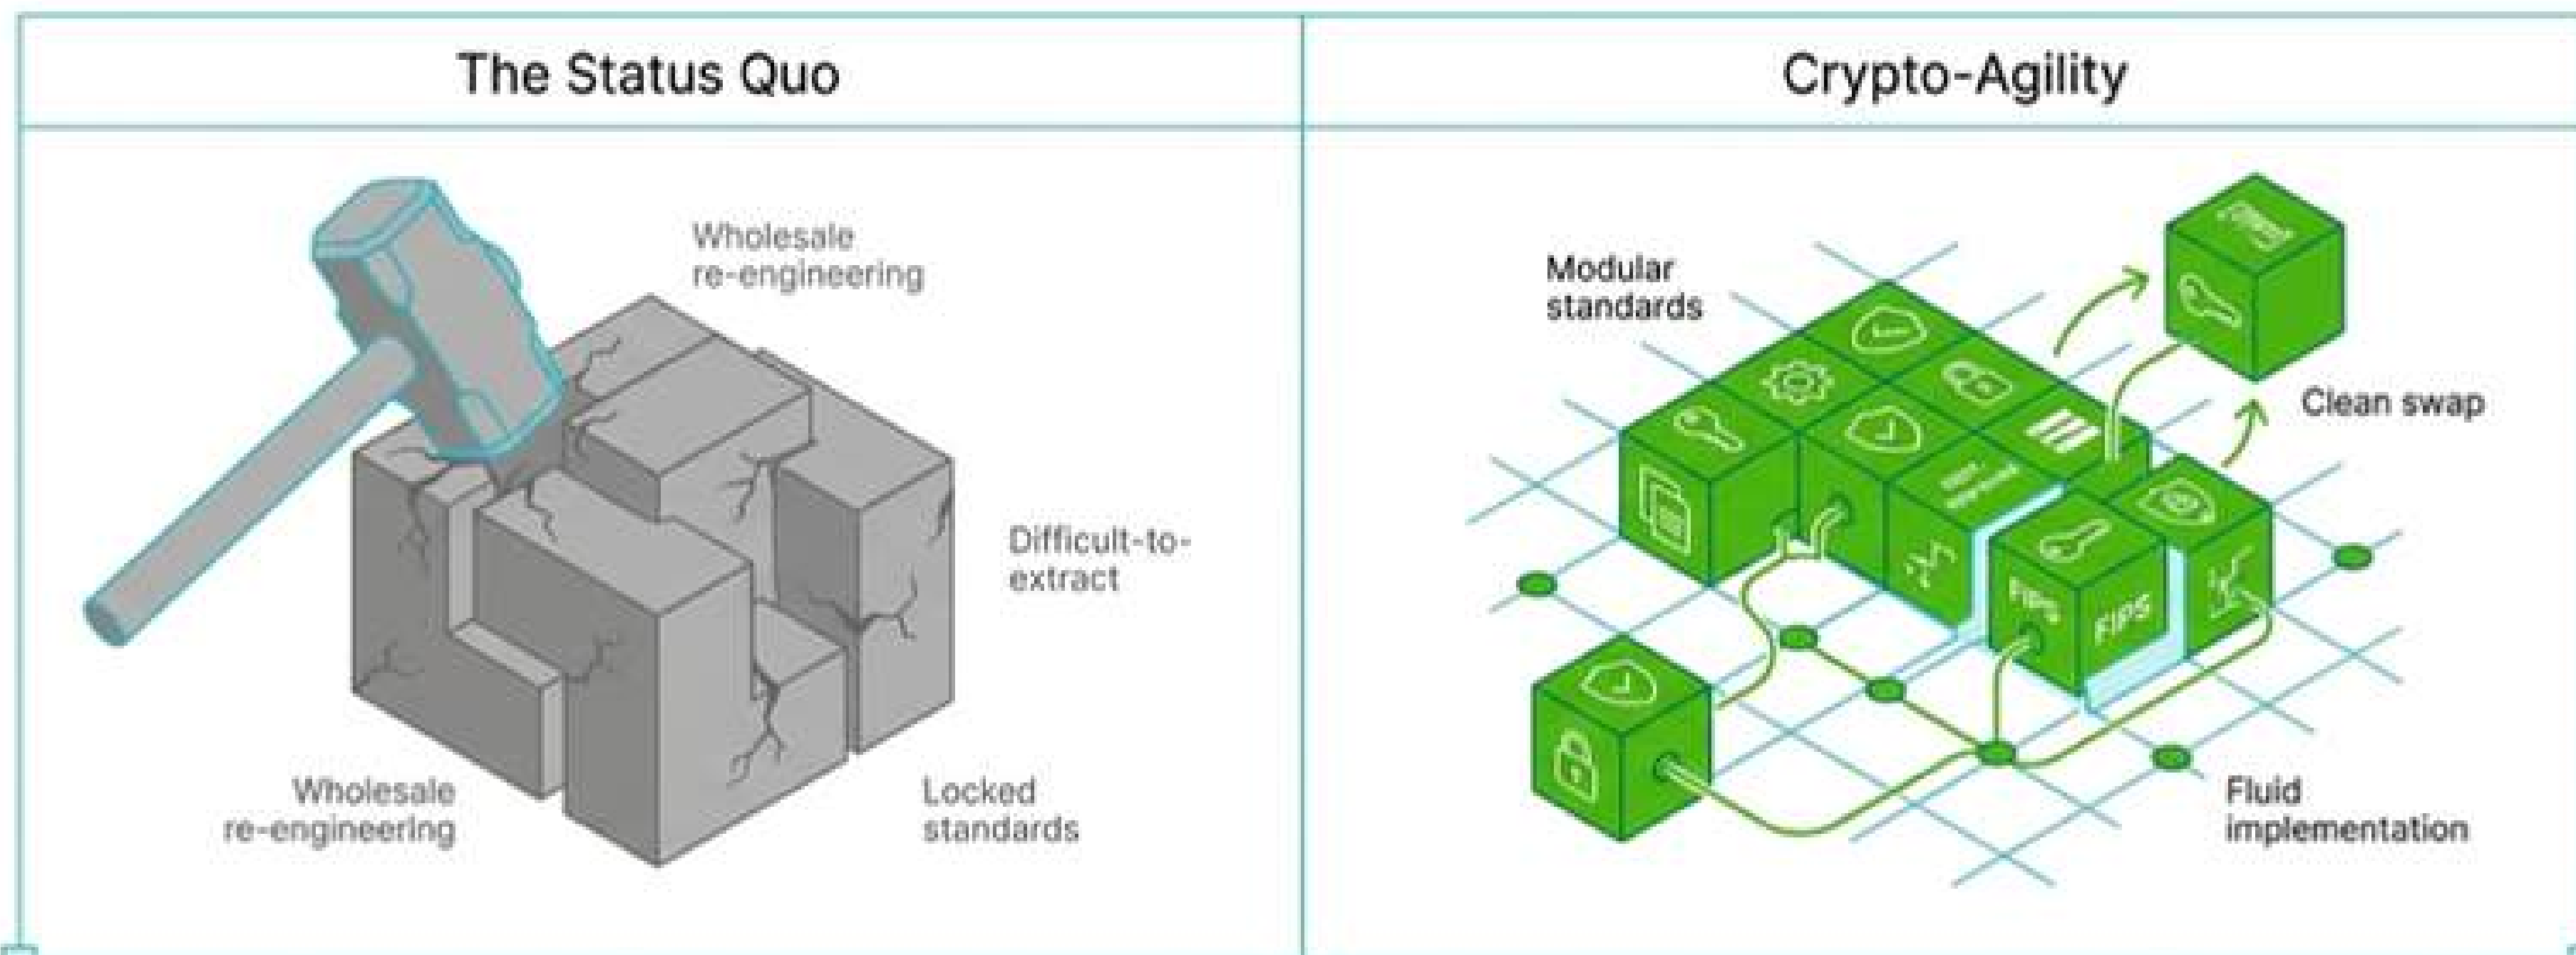 The Status Quo
Crypto-Agility
Wholesale
re-engineering
Difficult-to-
extract
Wholesale
re-engineering
Locked
standards
Modular
standards
Clean swap
FIPS
FIPS
Fluid
implementation